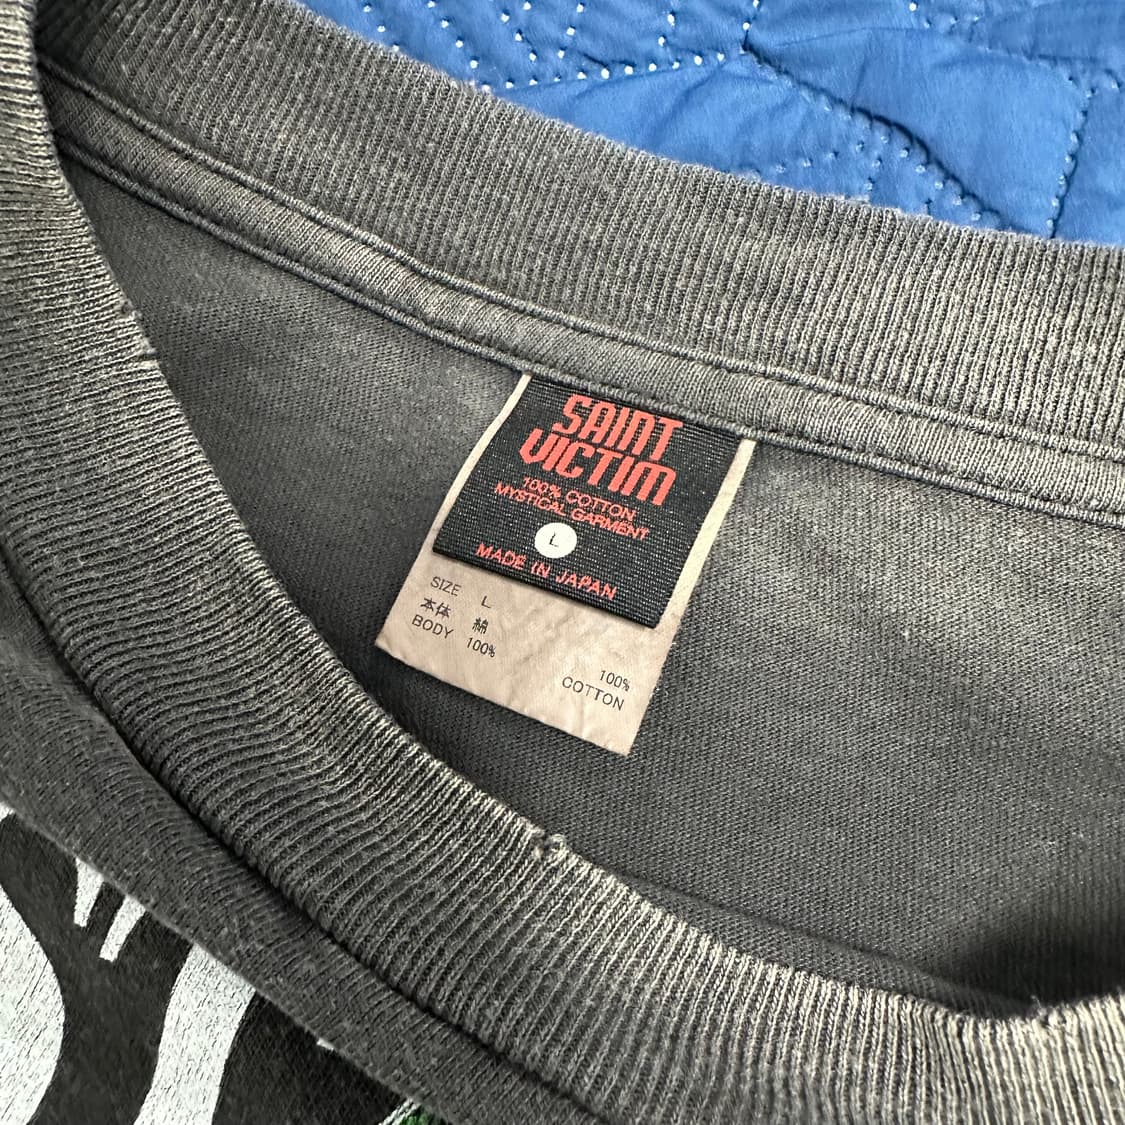 SAINT
VICTIM
100% COTTON
MYSTICAL GARMENT
L
MADE IN JAPAN
SIZE L
本体 綿
BODY 100%
100%
COTTON